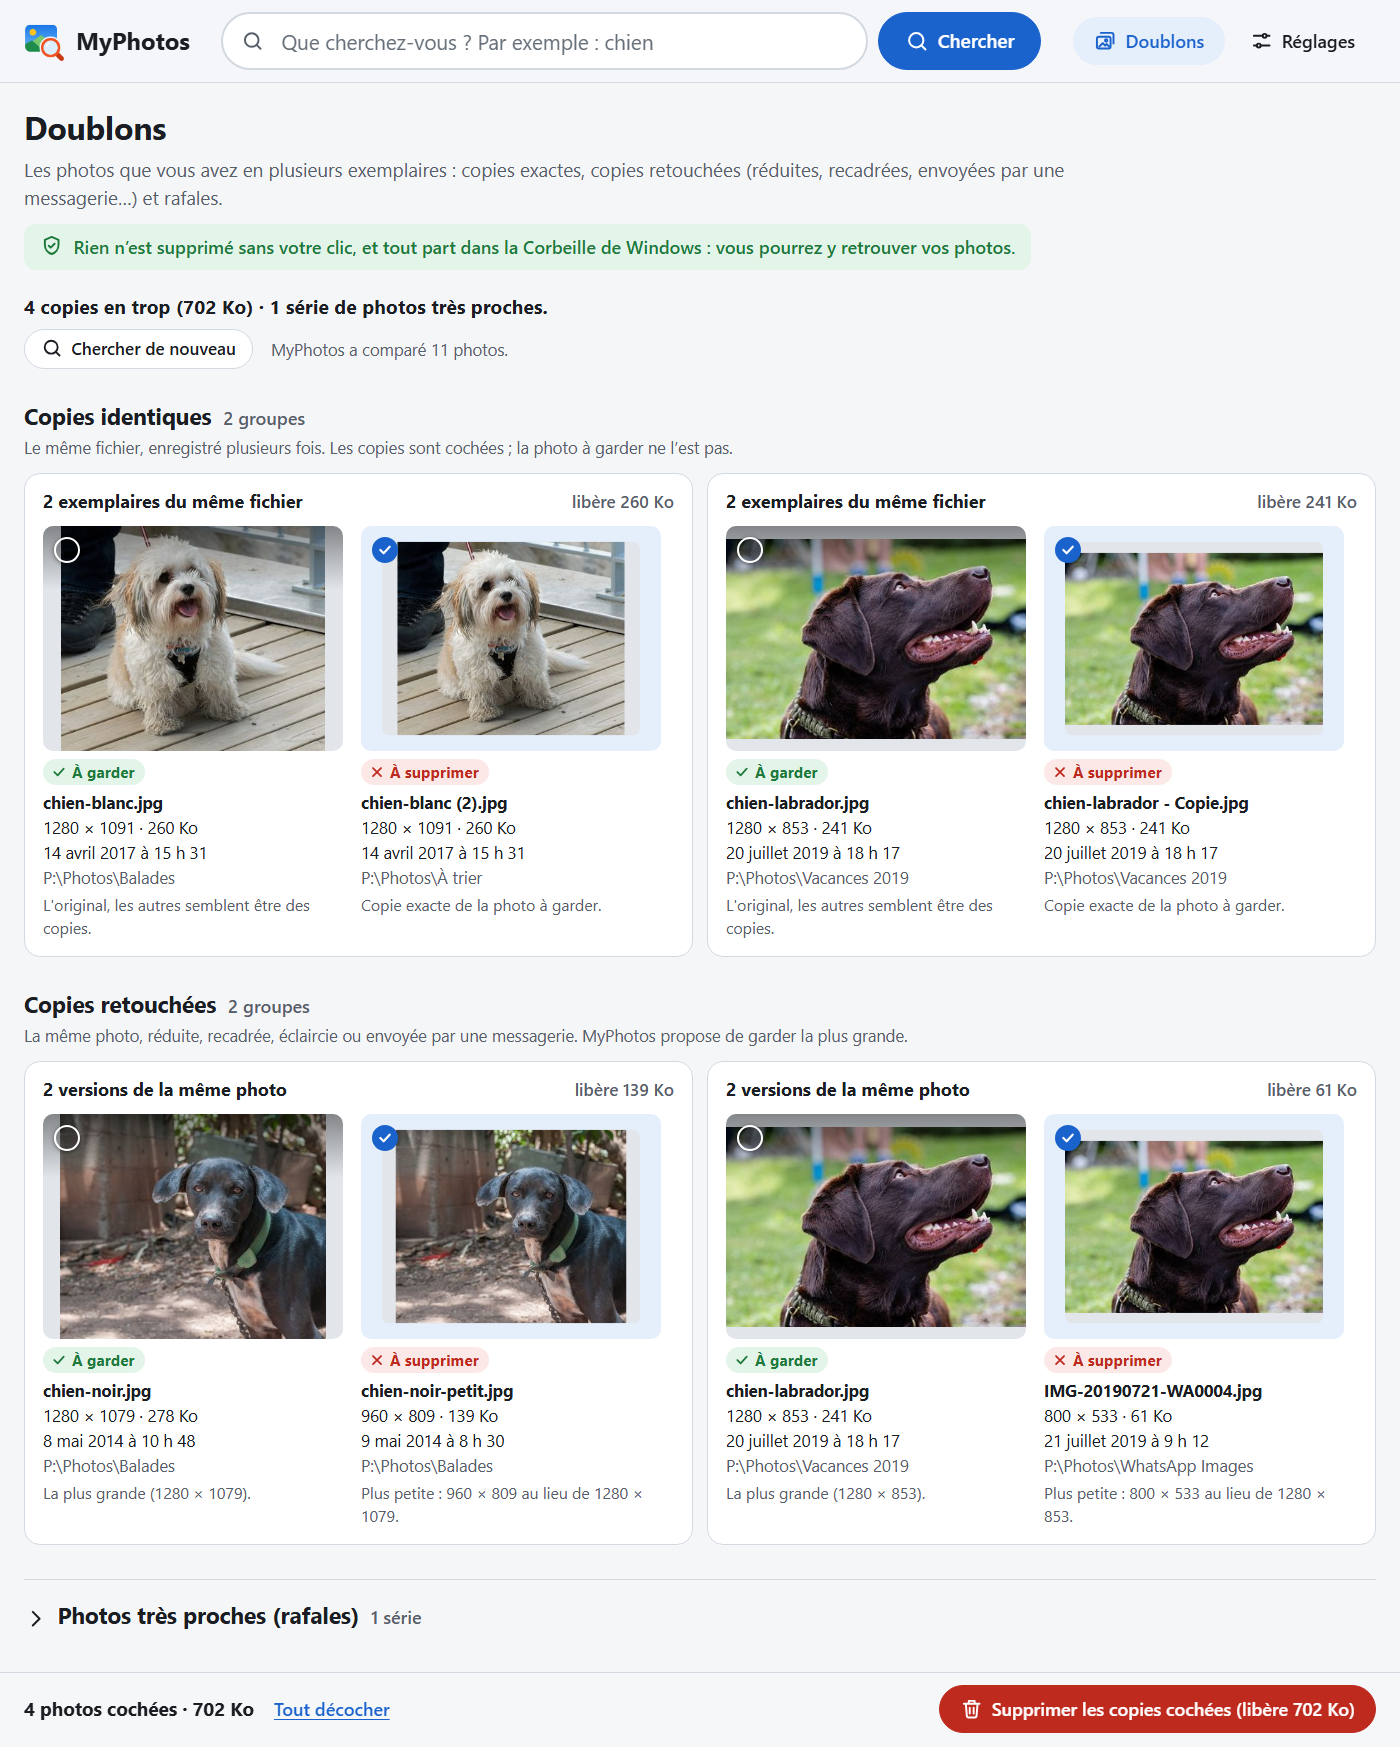 MyPhotos
Que cherchez-vous ? Par exemple : chien
Chercher
Doublons
Réglages
Doublons
Les photos que vous avez en plusieurs exemplaires : copies exactes, copies retouchées (réduites, recadrées, envoyées par une
messagerie…) et rafales.
Rien n’est supprimé sans votre clic, et tout part dans la Corbeille de Windows : vous pourrez y retrouver vos photos.
4 copies en trop (702 Ko) · 1 série de photos très proches.
Chercher de nouveau
MyPhotos a comparé 11 photos.
Copies identiques 2 groupes
Le même fichier, enregistré plusieurs fois. Les copies sont cochées ; la photo à garder ne l’est pas.
2 exemplaires du même fichier
libère 260 Ko
À garder
chien-blanc.jpg
1280 × 1091 · 260 Ko
14 avril 2017 à 15 h 31
P:\Photos\Balades
L'original, les autres semblent être des
copies.
À supprimer
chien-blanc (2).jpg
1280 × 1091 · 260 Ko
14 avril 2017 à 15 h 31
P:\Photos\À trier
Copie exacte de la photo à garder.
2 exemplaires du même fichier
libère 241 Ko
À garder
chien-labrador.jpg
1280 × 853 · 241 Ko
20 juillet 2019 à 18 h 17
P:\Photos\Vacances 2019
L'original, les autres semblent être des
copies.
À supprimer
chien-labrador - Copie.jpg
1280 × 853 · 241 Ko
20 juillet 2019 à 18 h 17
P:\Photos\Vacances 2019
Copie exacte de la photo à garder.
Copies retouchées 2 groupes
La même photo, réduite, recadrée, éclaircie ou envoyée par une messagerie. MyPhotos propose de garder la plus grande.
2 versions de la même photo
libère 139 Ko
À garder
chien-noir.jpg
1280 × 1079 · 278 Ko
8 mai 2014 à 10 h 48
P:\Photos\Balades
La plus grande (1280 × 1079).
À supprimer
chien-noir-petit.jpg
960 × 809 · 139 Ko
9 mai 2014 à 8 h 30
P:\Photos\Balades
Plus petite : 960 × 809 au lieu de 1280 ×
1079.
2 versions de la même photo
libère 61 Ko
À garder
chien-labrador.jpg
1280 × 853 · 241 Ko
20 juillet 2019 à 18 h 17
P:\Photos\Vacances 2019
La plus grande (1280 × 853).
À supprimer
IMG-20190721-WA0004.jpg
800 × 533 · 61 Ko
21 juillet 2019 à 9 h 12
P:\Photos\WhatsApp Images
Plus petite : 800 × 533 au lieu de 1280 ×
853.
Photos très proches (rafales) 1 série
4 photos cochées · 702 Ko
Tout décocher
Supprimer les copies cochées (libère 702 Ko)